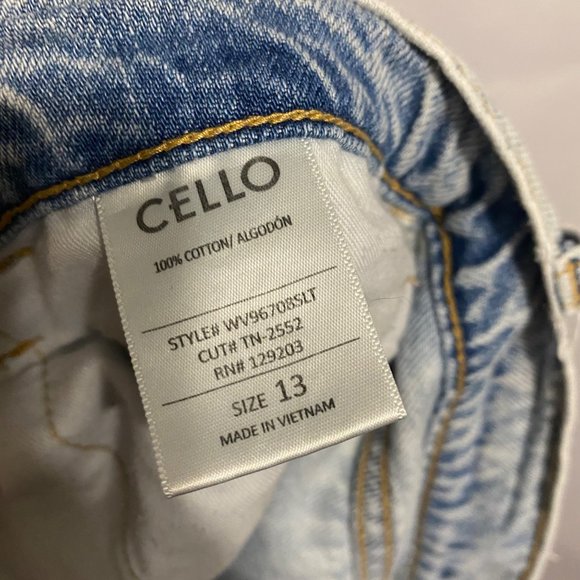 CELLO
100% COTTON/ ALGODÓN
STYLE# WV96708SLT
CUT# TN-2552
RN# 129203
SIZE 13
MADE IN VIETNAM